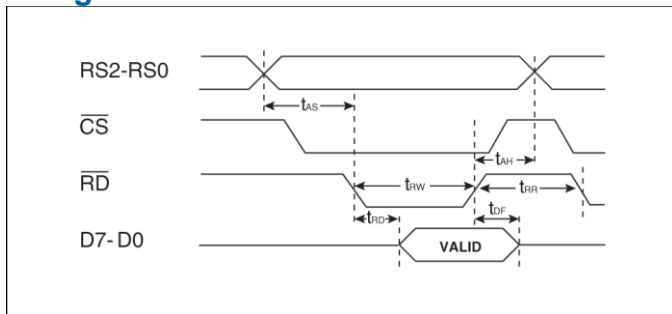 RS2-RS0
tAS
CS
tAH
RD
tRW
tRR
tRD
tDF
D7-D0
VALID